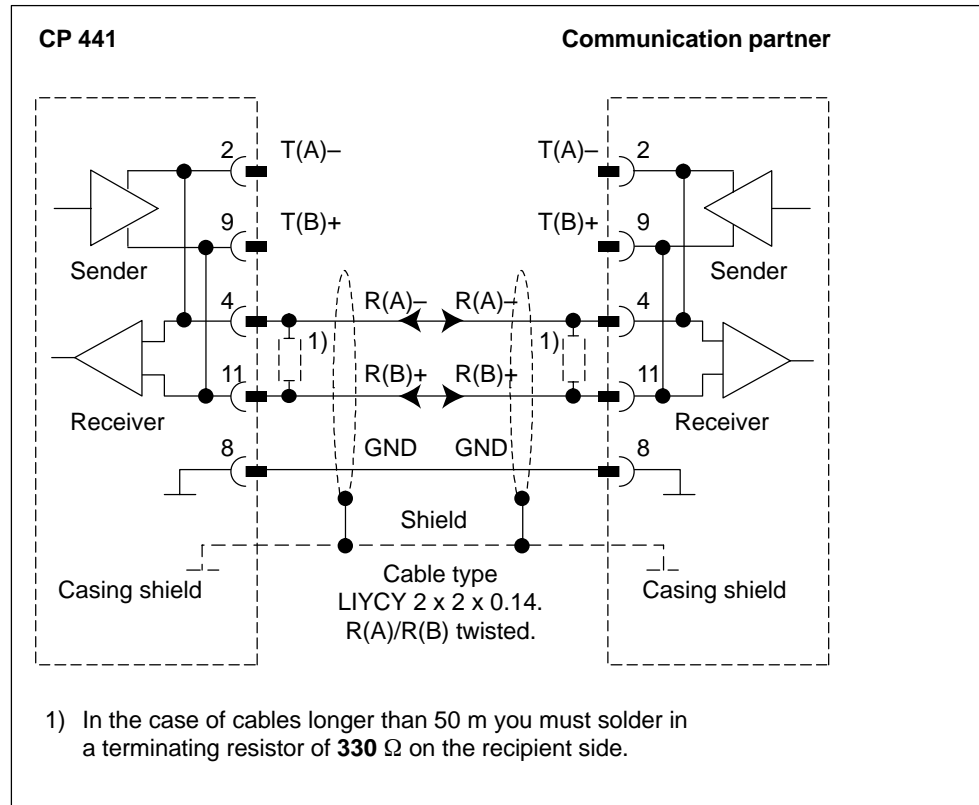 CP 441 Communication partner
2 T(A)– T(A)– 2
9 T(B)+ T(B)+ 9
Sender Sender
4 R(A)– R(A)– 4
1) 1)
11 R(B)+ R(B)+ 11
Receiver Receiver
8 GND GND 8
Shield
Casing shield Casing shield
Cable type
LIYCY 2 x 2 x 0.14.
R(A)/R(B) twisted.
1) In the case of cables longer than 50 m you must solder in
a terminating resistor of 330 Ω on the recipient side.